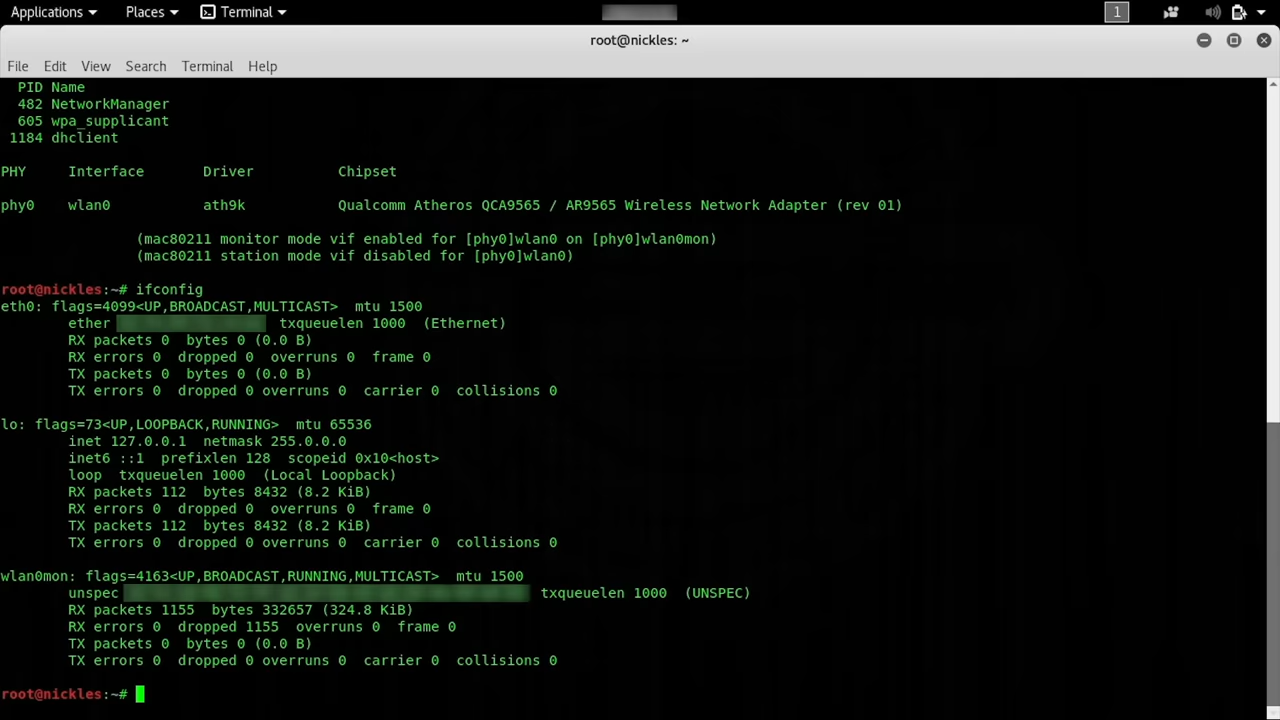 Applications Places Terminal 1
root@nickles: ~
File Edit View Search Terminal Help
PID Name
482 NetworkManager
605 wpa_supplicant
1184 dhclient
PHY Interface Driver Chipset
phy0 wlan0 ath9k Qualcomm Atheros QCA9565 / AR9565 Wireless Network Adapter (rev 01)
(mac80211 monitor mode vif enabled for [phy0]wlan0 on [phy0]wlan0mon)
(mac80211 station mode vif disabled for [phy0]wlan0)
root@nickles:~# ifconfig
eth0: flags=4099<UP,BROADCAST,MULTICAST> mtu 1500
ether txqueuelen 1000 (Ethernet)
RX packets 0 bytes 0 (0.0 B)
RX errors 0 dropped 0 overruns 0 frame 0
TX packets 0 bytes 0 (0.0 B)
TX errors 0 dropped 0 overruns 0 carrier 0 collisions 0
lo: flags=73<UP,LOOPBACK,RUNNING> mtu 65536
inet 127.0.0.1 netmask 255.0.0.0
inet6 ::1 prefixlen 128 scopeid 0x10<host>
loop txqueuelen 1000 (Local Loopback)
RX packets 112 bytes 8432 (8.2 KiB)
RX errors 0 dropped 0 overruns 0 frame 0
TX packets 112 bytes 8432 (8.2 KiB)
TX errors 0 dropped 0 overruns 0 carrier 0 collisions 0
wlan0mon: flags=4163<UP,BROADCAST,RUNNING,MULTICAST> mtu 1500
unspec txqueuelen 1000 (UNSPEC)
RX packets 1155 bytes 332657 (324.8 KiB)
RX errors 0 dropped 1155 overruns 0 frame 0
TX packets 0 bytes 0 (0.0 B)
TX errors 0 dropped 0 overruns 0 carrier 0 collisions 0
root@nickles:~#